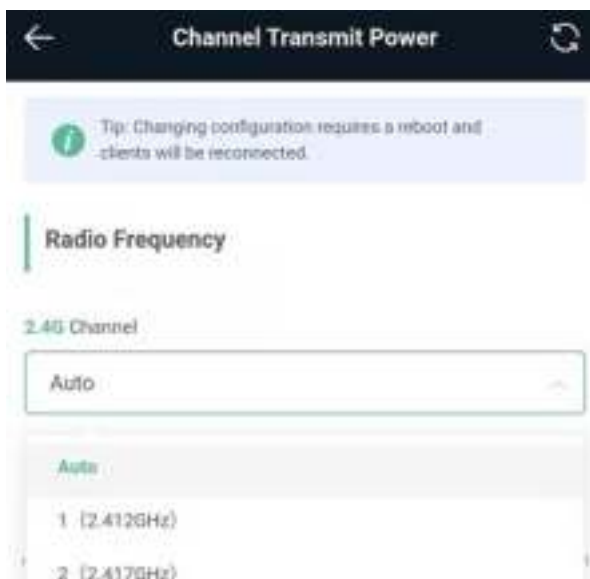 Channel Transmit Power
Tip: Changing configuration requires a reboot and
clients will be reconnected.
Radio Frequency
2.4G Channel
Auto
Auto
1 (2.412GHz)
2 (2.417GHz)